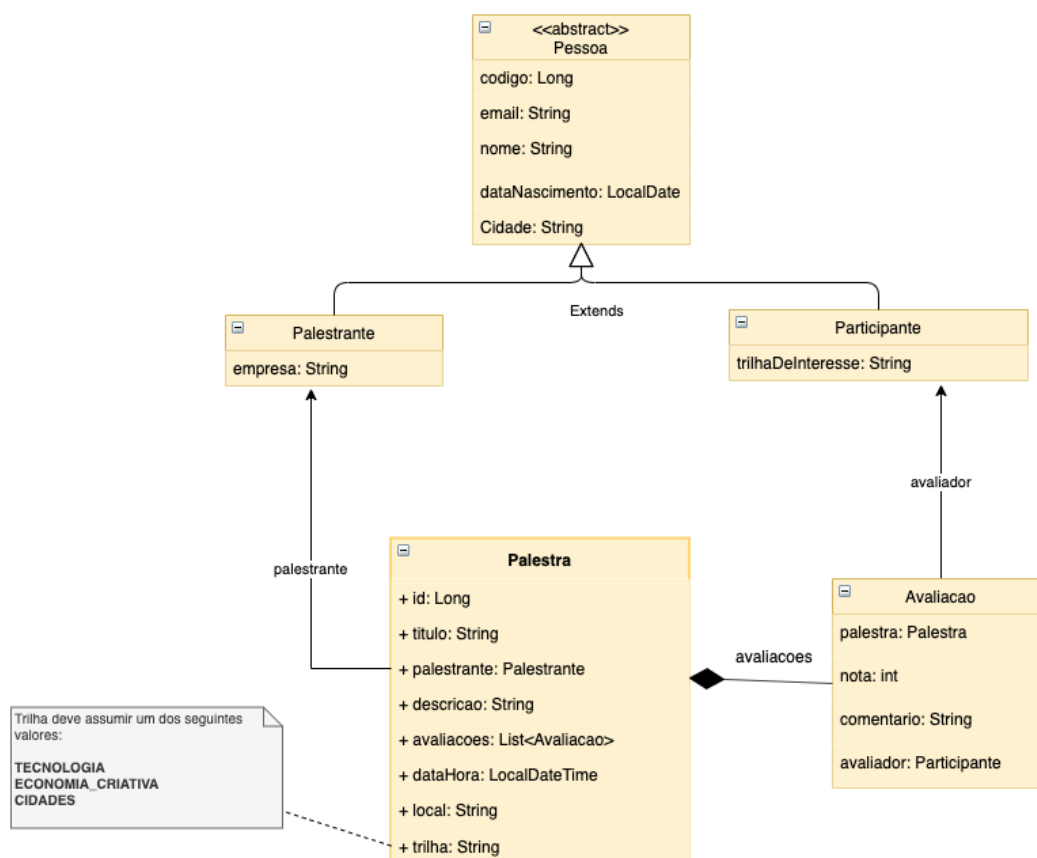 <<abstract>>
Pessoa
codigo: Long
email: String
nome: String
dataNascimento: LocalDate
Cidade: String
Extends
Palestrante
empresa: String
Participante
trilhaDeInteresse: String
palestrante
avaliador
Palestra
+ id: Long
+ titulo: String
+ palestrante: Palestrante
+ descricao: String
+ avaliacoes: List<Avaliacao>
+ dataHora: LocalDateTime
+ local: String
+ trilha: String
avaliacoes
Avaliacao
palestra: Palestra
nota: int
comentario: String
avaliador: Participante
Trilha deve assumir um dos seguintes
valores:
TECNOLOGIA
ECONOMIA_CRIATIVA
CIDADES